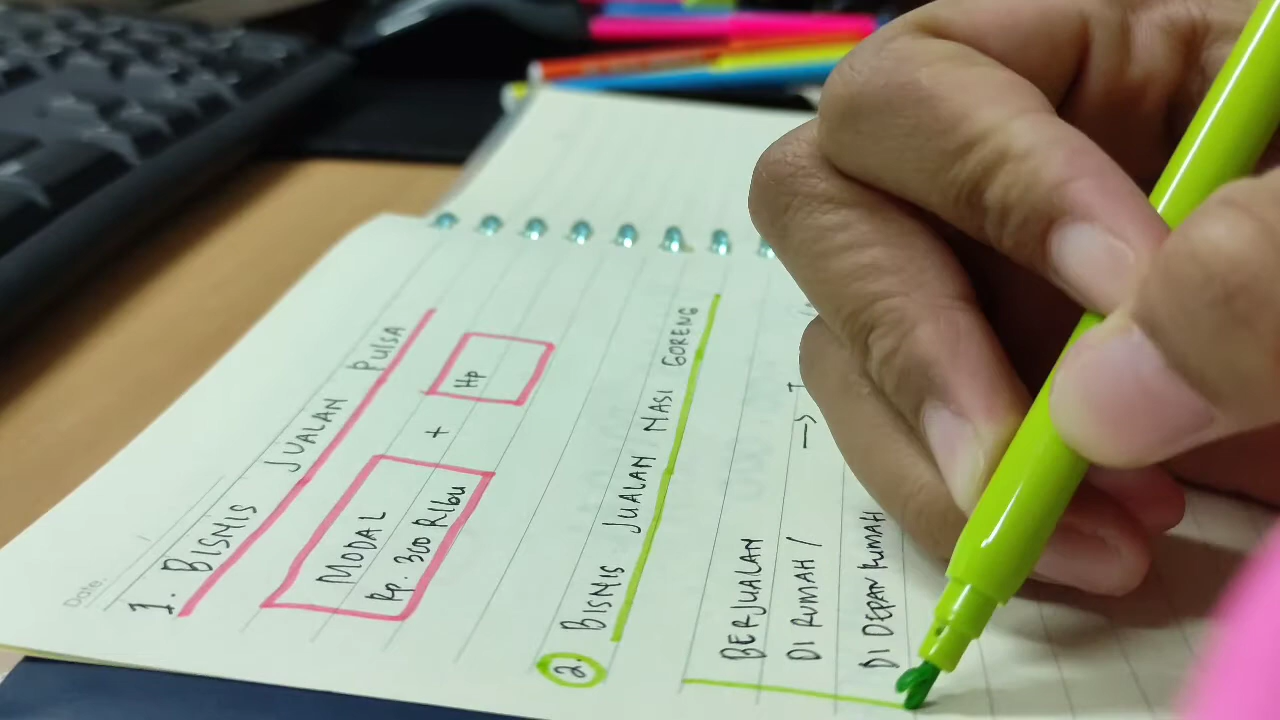 Date.
1. BISNIS JUALAN PULSA
MODAL
Rp. 300 RIBU
+
HP
2. BISNIS JUALAN NASI GORENG
BERJUALAN
DI RUMAH /
DI DEPAN RUMAH
→